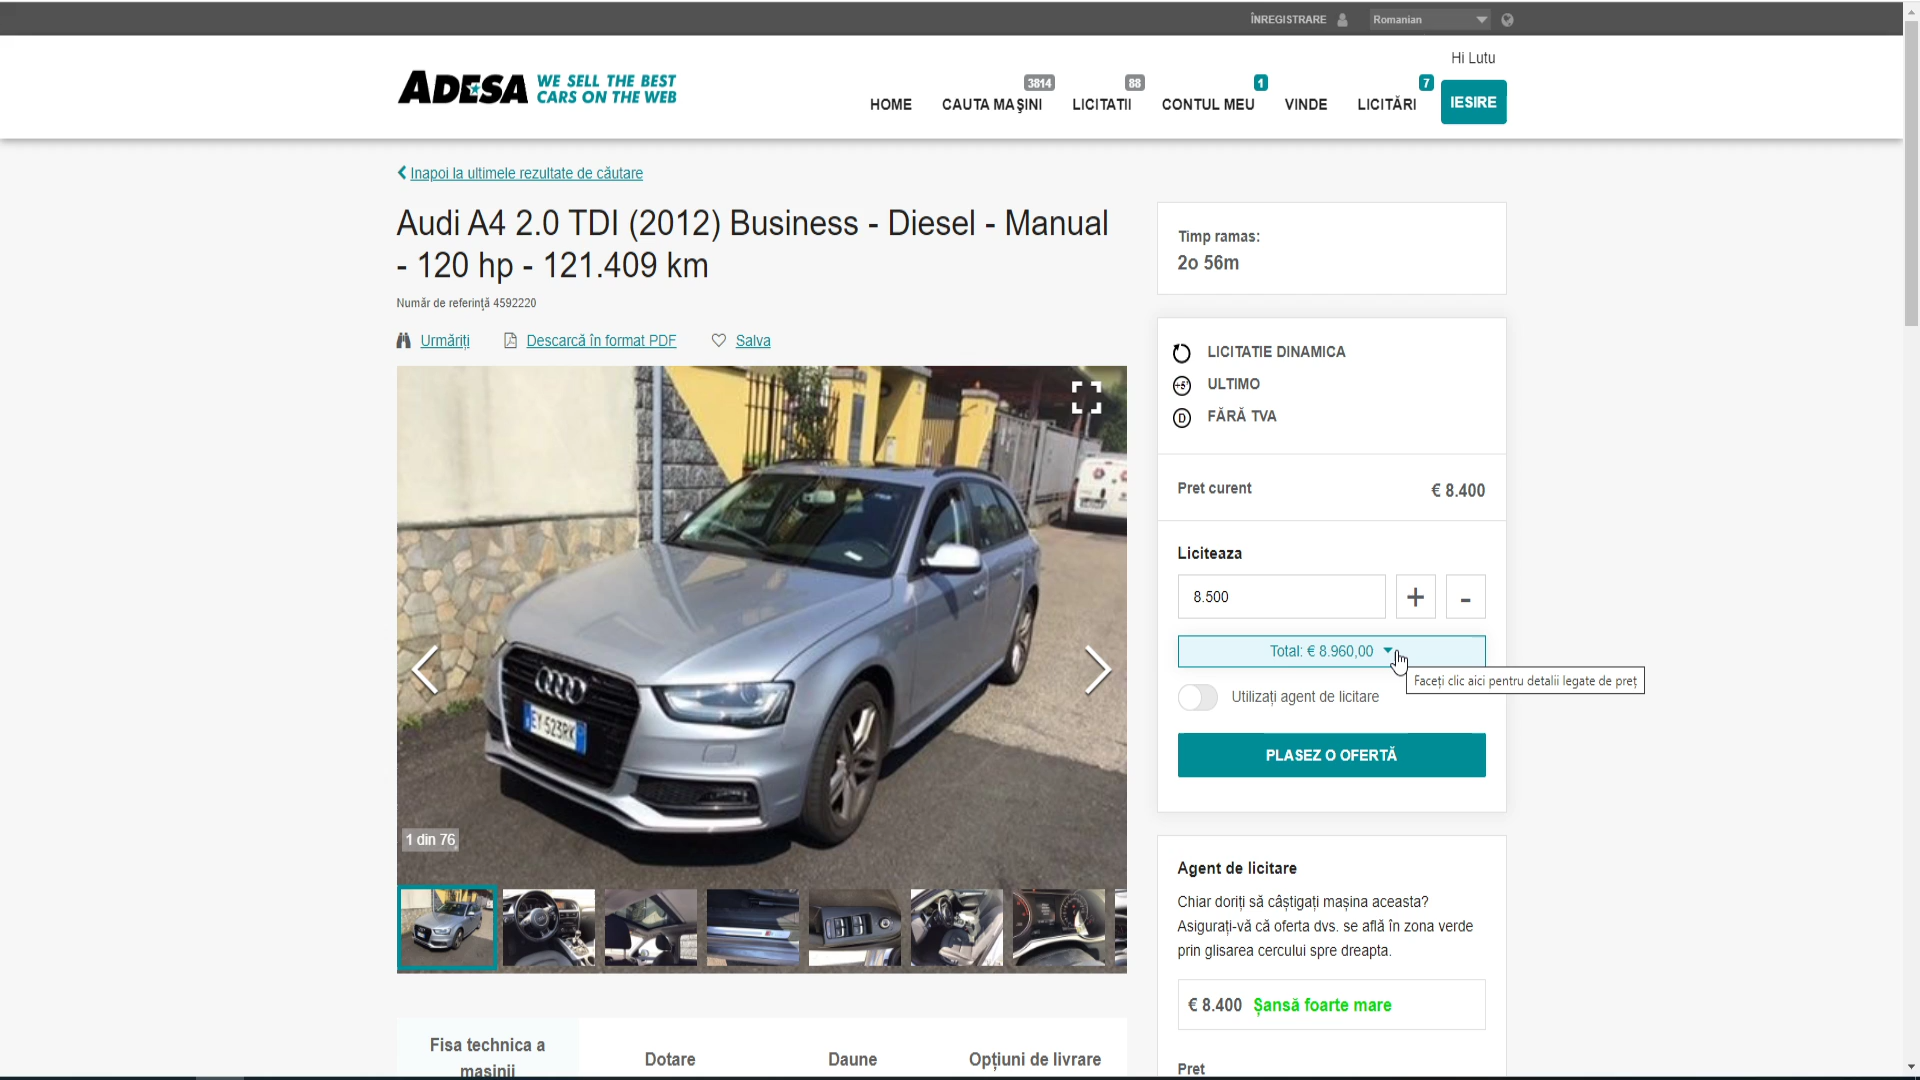 ÎNREGISTRARE
Romanian
Hi Lutu
ADESA
WE SELL THE BEST
CARS ON THE WEB
HOME
CAUTA MAŞINI 3814
LICITATII 88
CONTUL MEU 1
VINDE
LICITĂRI 7
IESIRE
Inapoi la ultimele rezultate de căutare
Audi A4 2.0 TDI (2012) Business - Diesel - Manual
- 120 hp - 121.409 km
Număr de referință 4592220
Urmăriți
Descarcă în format PDF
Salva
EY 523RK
1 din 76
Fisa technica a
masinii
Dotare
Daune
Opțiuni de livrare
Timp ramas:
2o 56m
LICITATIE DINAMICA
+5' ULTIMO
D FĂRĂ TVA
Pret curent € 8.400
Liciteaza
8.500 + -
Total: € 8.960,00
Faceți clic aici pentru detalii legate de preț
Utilizați agent de licitare
PLASEZ O OFERTĂ
Agent de licitare
Chiar doriți să câștigați mașina aceasta?
Asigurați-vă că oferta dvs. se află în zona verde
prin glisarea cercului spre dreapta.
€ 8.400 Șansă foarte mare
Pret